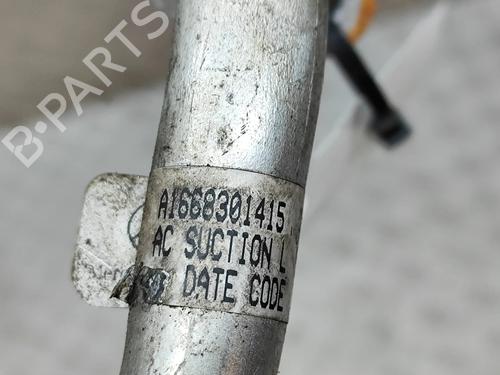 B-PARTS
A1668301415
AC SUCTION L
DATE CODE